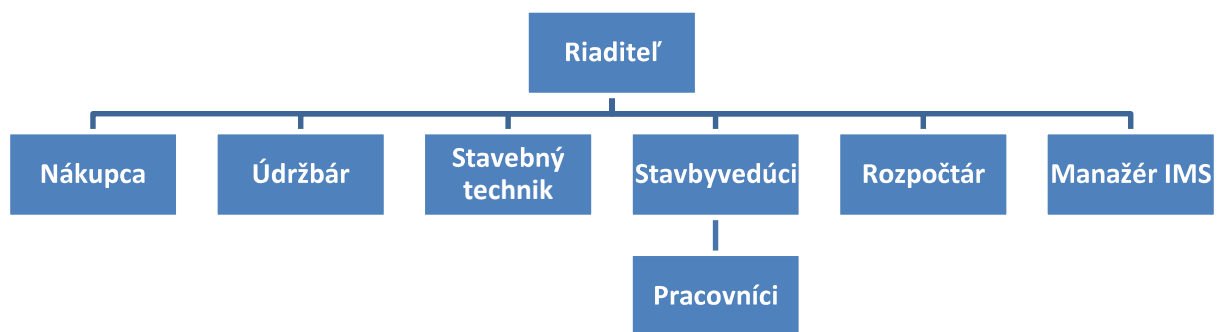 Riaditeľ
Nákupca
Údržbár
Stavebný
technik
Stavbyvedúci
Rozpočtár
Manažér IMS
Pracovníci